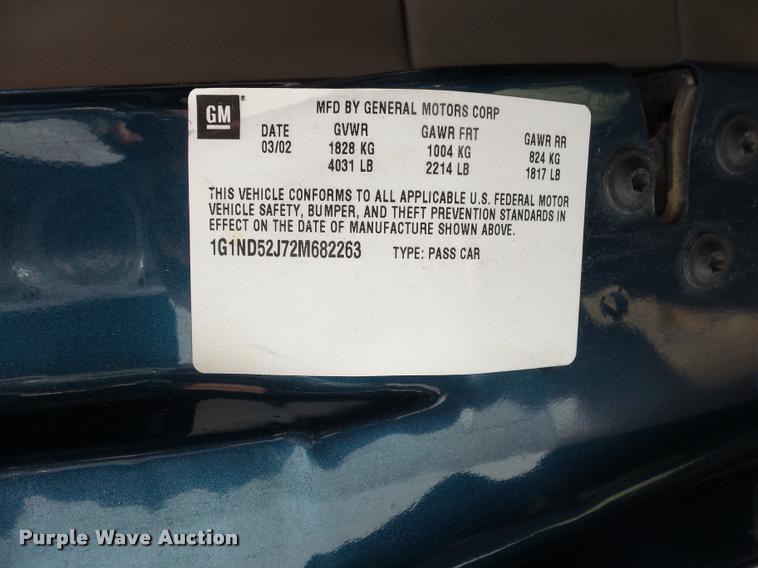 GM®
MFD BY GENERAL MOTORS CORP
DATE GVWR GAWR FRT GAWR RR
03/02 1828 KG 1004 KG 824 KG
4031 LB 2214 LB 1817 LB
THIS VEHICLE CONFORMS TO ALL APPLICABLE U.S. FEDERAL MOTOR
VEHICLE SAFETY, BUMPER, AND THEFT PREVENTION STANDARDS IN
EFFECT ON THE DATE OF MANUFACTURE SHOWN ABOVE.
1G1ND52J72M682263 TYPE: PASS CAR
Purple Wave Auction